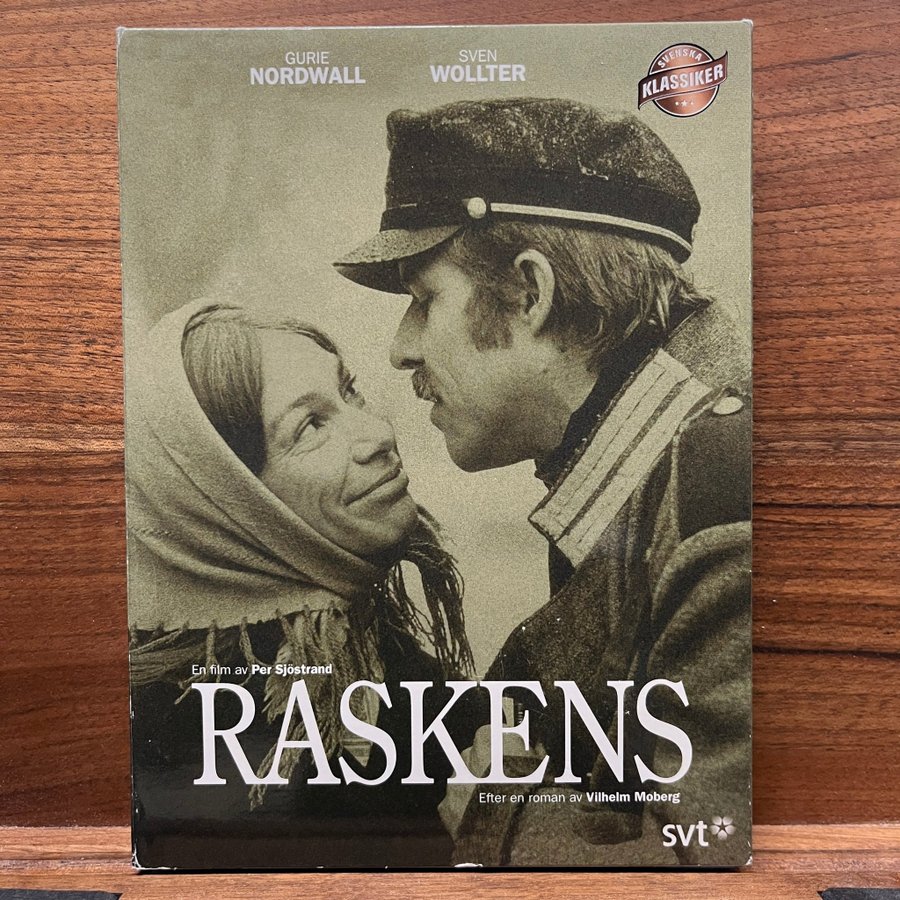 GURIE
NORDWALL
SVEN
WOLLTER
SVENSKA
KLASSIKER
En film av Per Sjöstrand
RASKENS
Efter en roman av Vilhelm Moberg
svt